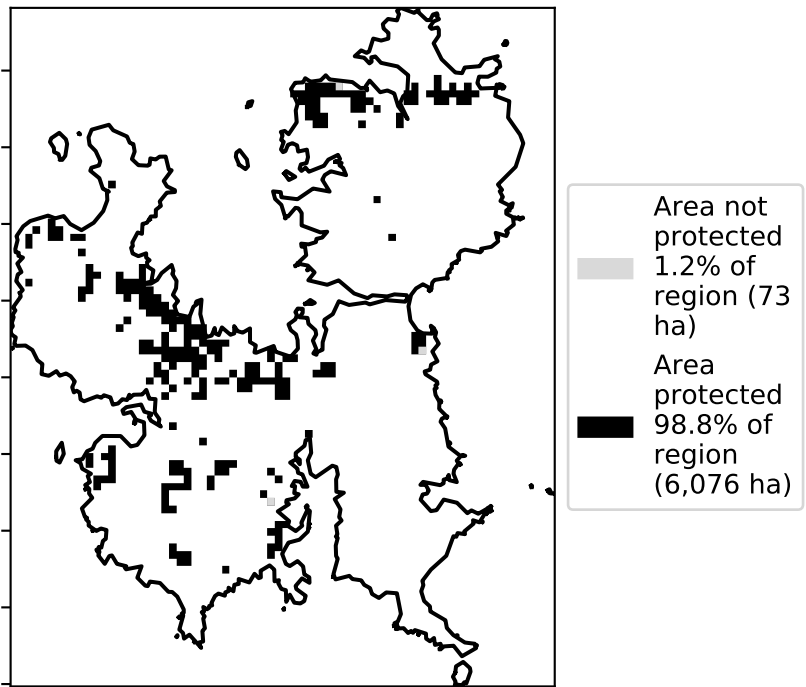 Area not
protected
1.2% of
region (73
ha)
Area
protected
98.8% of
region
(6,076 ha)